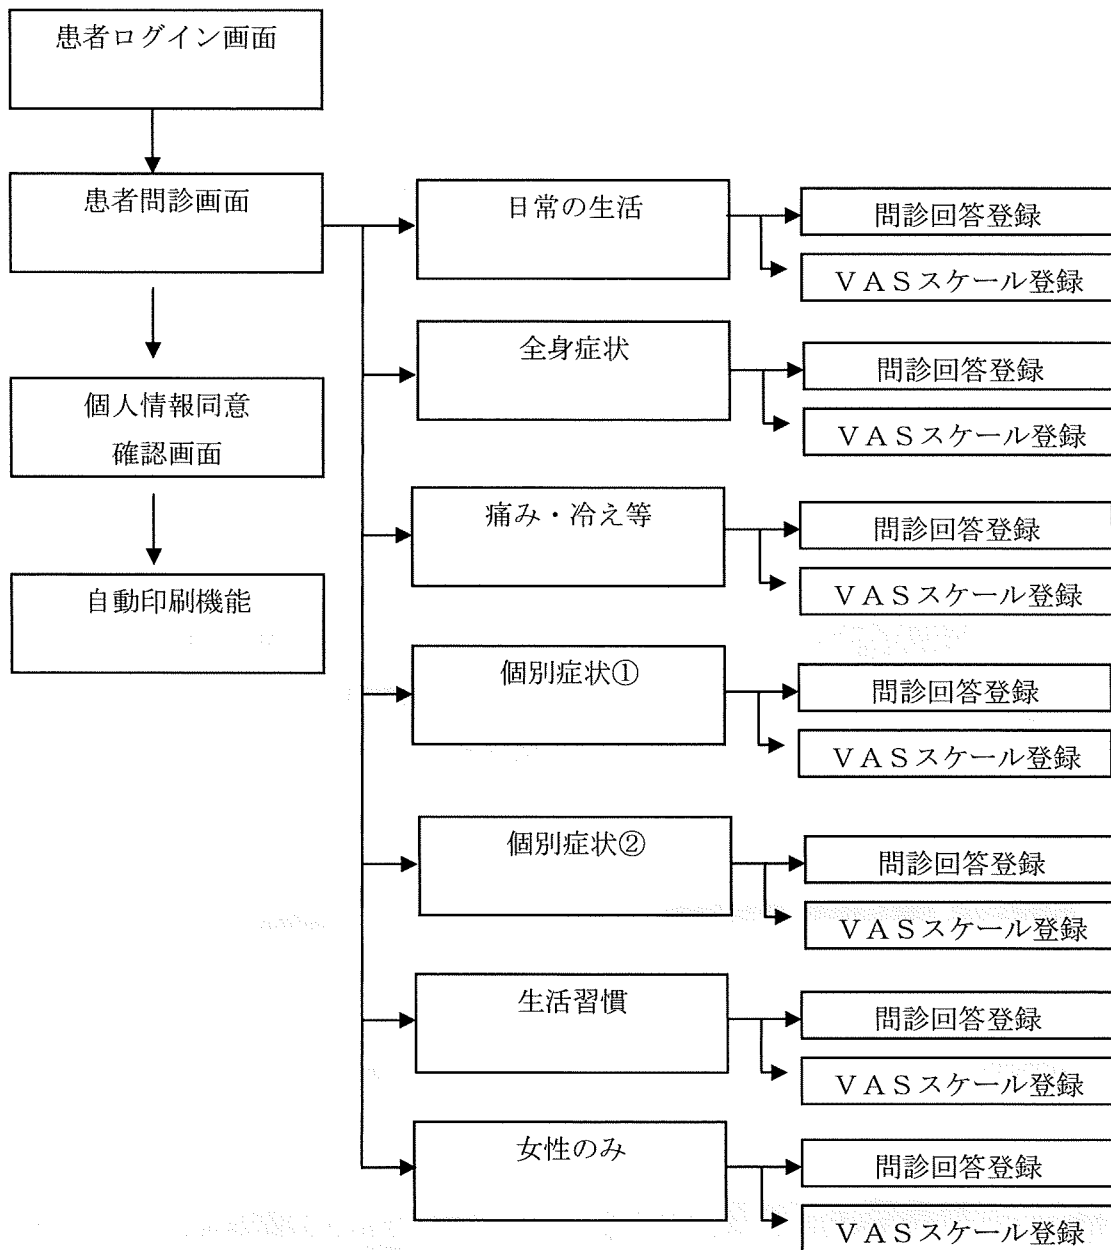 患者ログイン画面
患者問診画面
個人情報同意
確認画面
自動印刷機能
日常の生活
問診回答登録
ＶＡＳスケール登録
全身症状
問診回答登録
ＶＡＳスケール登録
痛み・冷え等
問診回答登録
ＶＡＳスケール登録
個別症状①
問診回答登録
ＶＡＳスケール登録
個別症状②
問診回答登録
ＶＡＳスケール登録
生活習慣
問診回答登録
ＶＡＳスケール登録
女性のみ
問診回答登録
ＶＡＳスケール登録